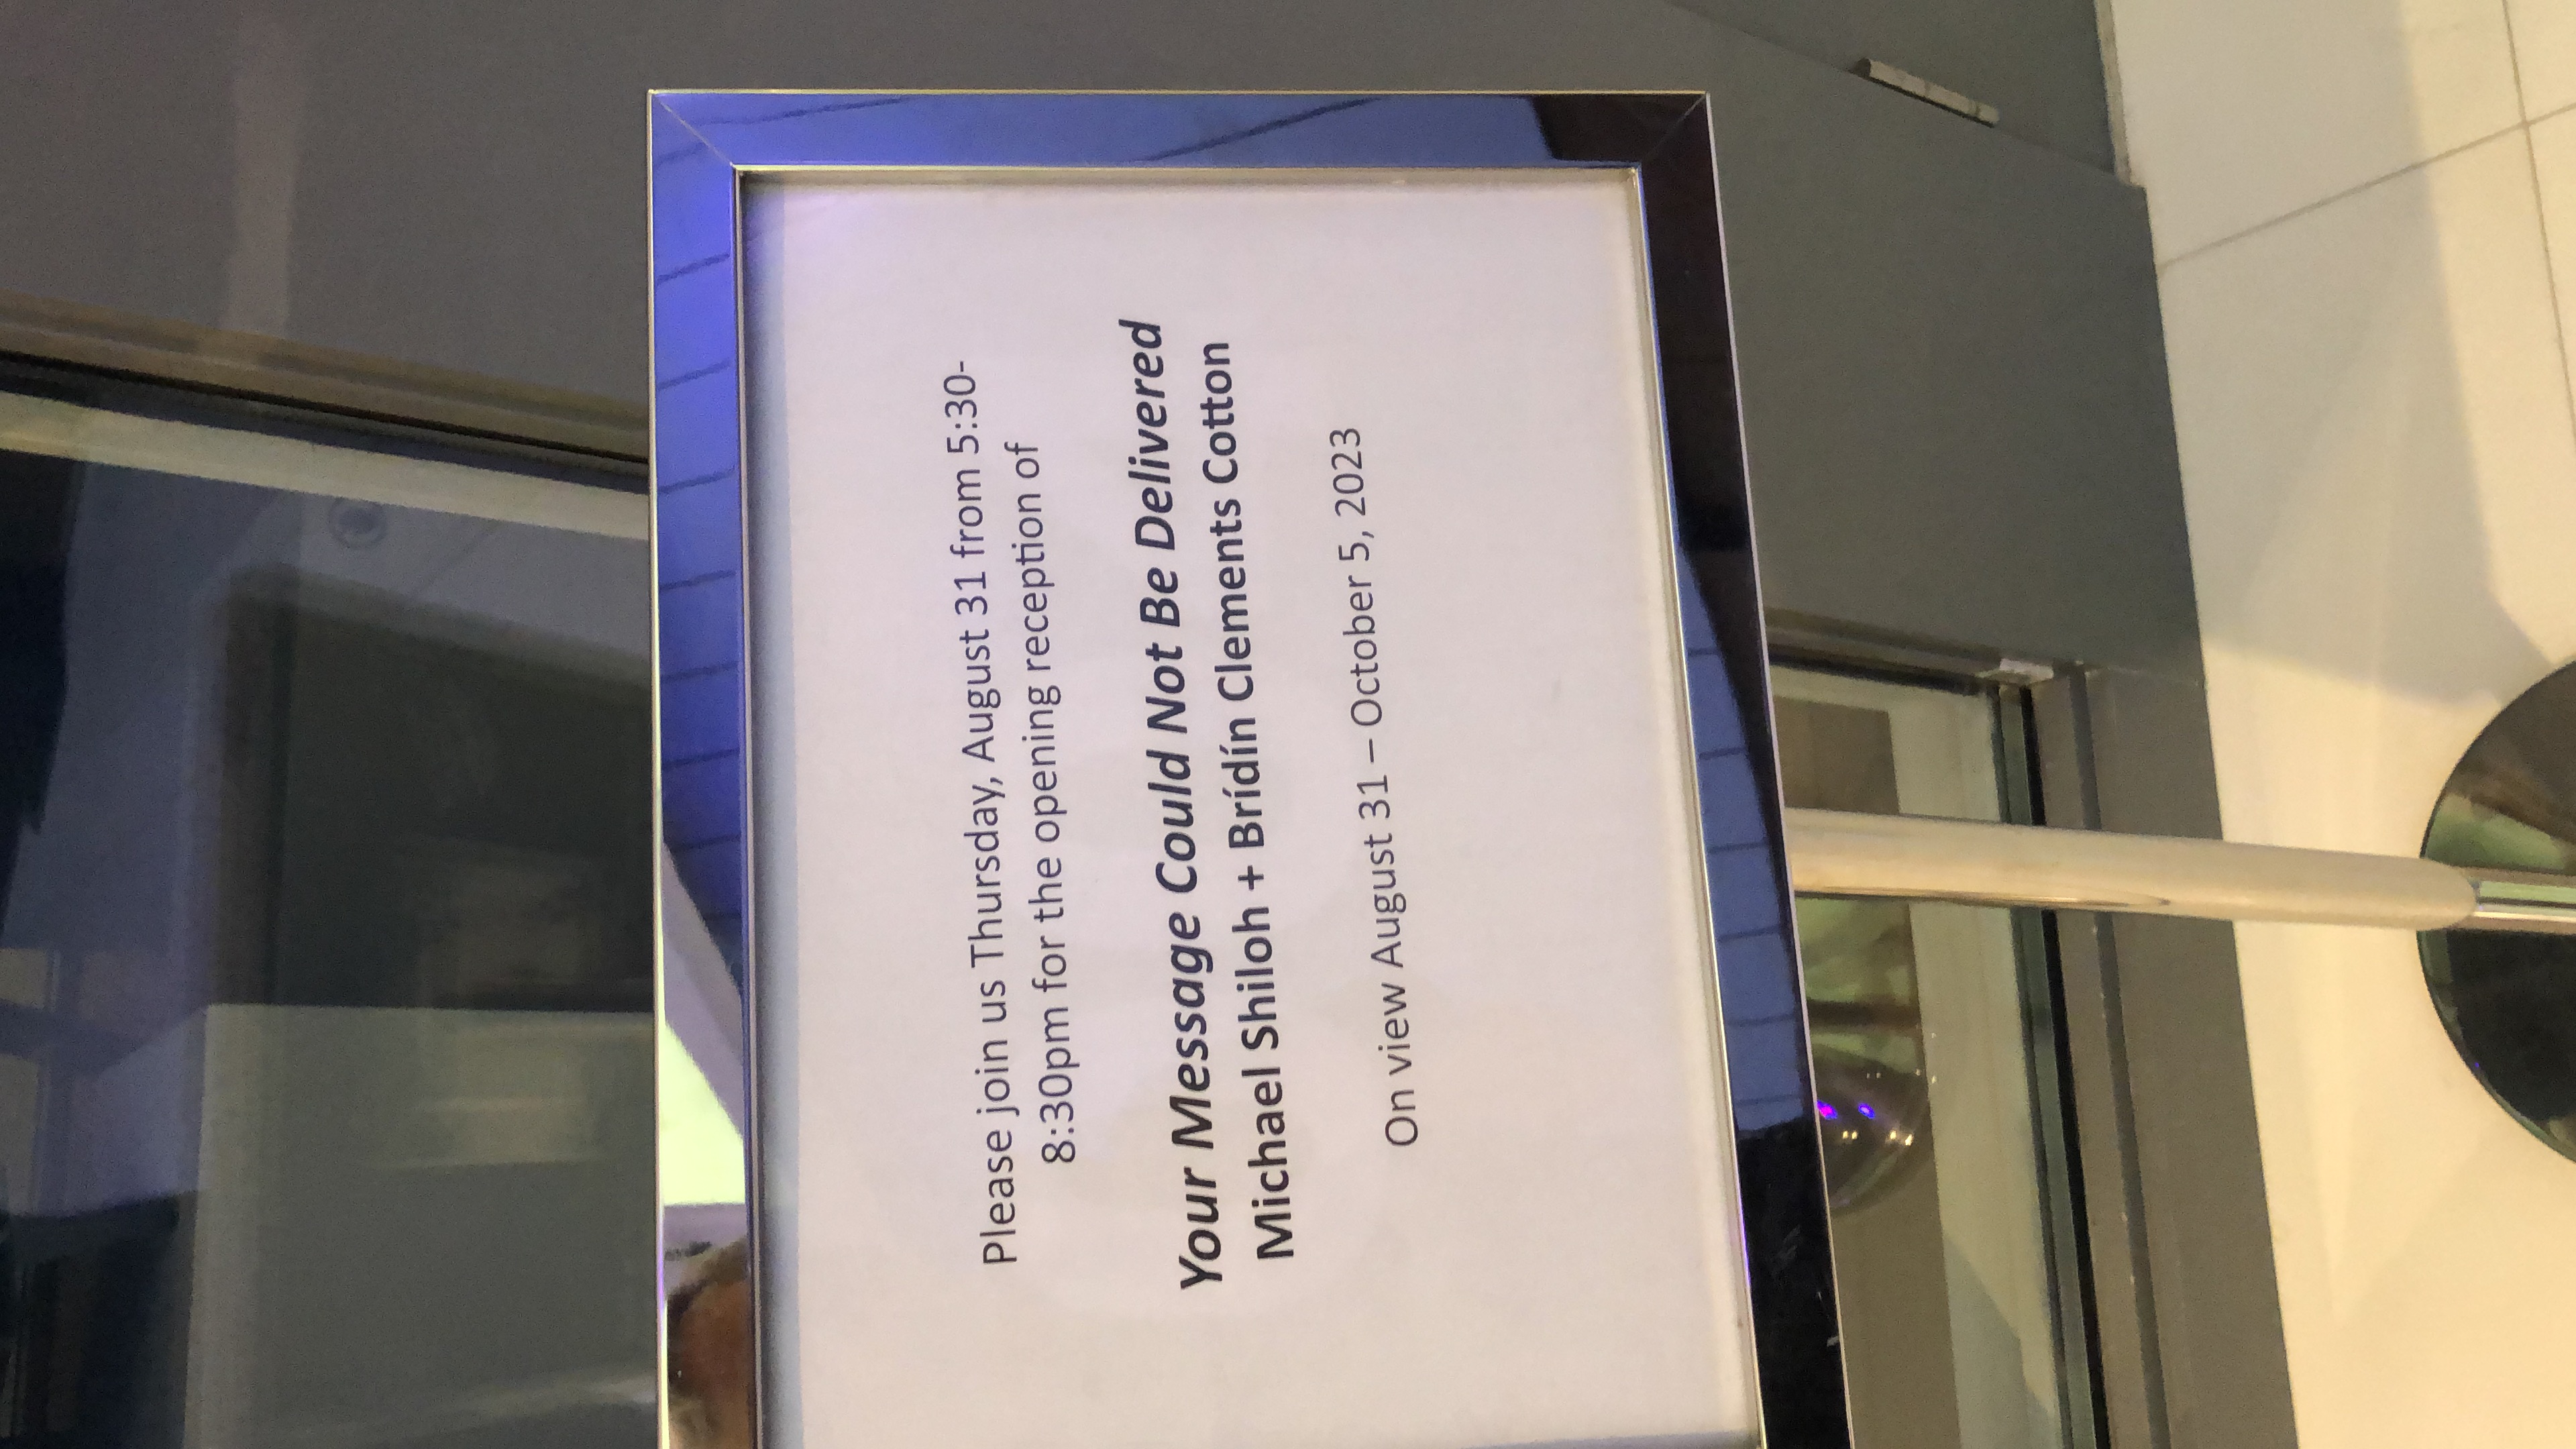 Please join us Thursday, August 31 from 5:30-
8:30pm for the opening reception of
Your Message Could Not Be Delivered
Michael Shiloh + Brídín Clements Cotton
On view August 31 – October 5, 2023